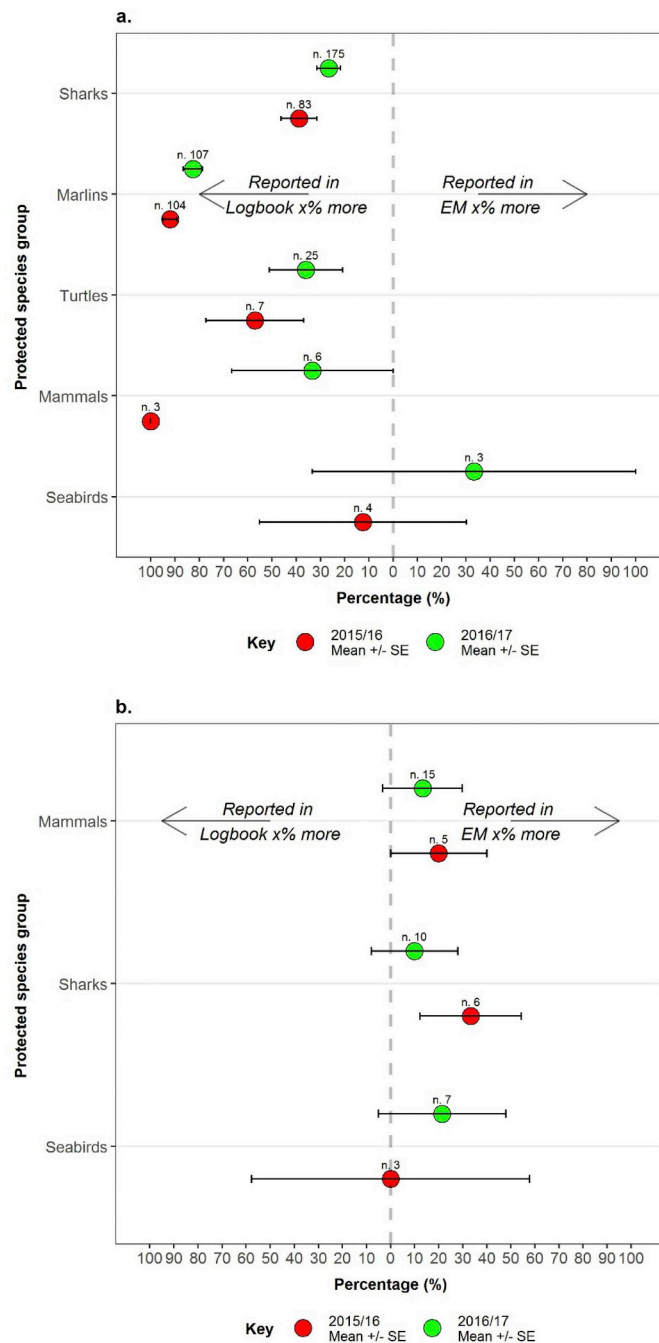 a.
n. 175
Sharks
n. 83
n. 107
Marlins
Reported in
Logbook x% more
Reported in
EM x% more
n. 104
n. 25
Turtles
n. 7
n. 6
Mammals
n. 3
n. 3
Seabirds
n. 4
Protected species group
100 90 80 70 60 50 40 30 20 10 0 10 20 30 40 50 60 70 80 90 100
Percentage (%)
Key
2015/16
Mean +/- SE
2016/17
Mean +/- SE
b.
n. 15
Mammals
Reported in
Logbook x% more
Reported in
EM x% more
n. 5
n. 10
Sharks
n. 6
n. 7
Seabirds
n. 3
Protected species group
100 90 80 70 60 50 40 30 20 10 0 10 20 30 40 50 60 70 80 90 100
Percentage (%)
Key
2015/16
Mean +/- SE
2016/17
Mean +/- SE